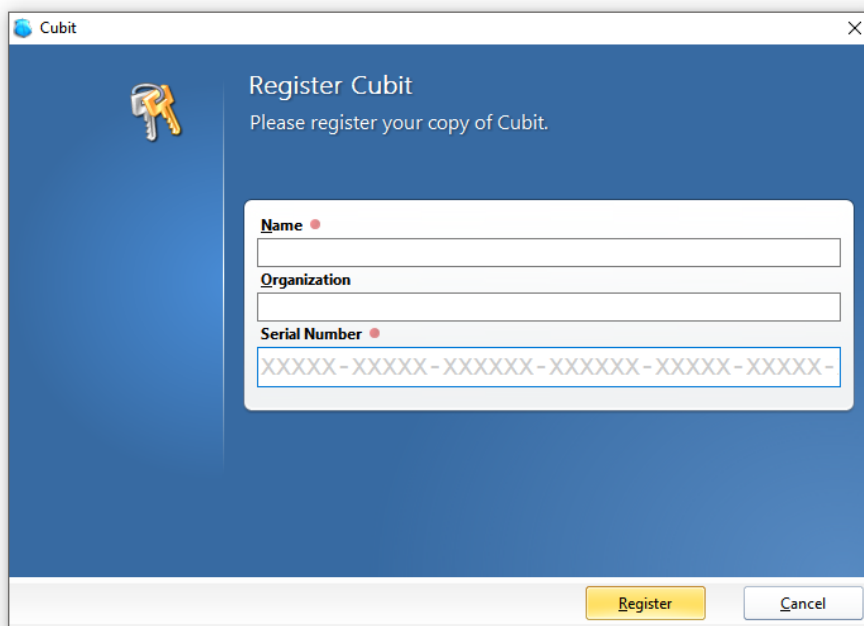 Cubit
Register Cubit
Please register your copy of Cubit.
Name
Organization
Serial Number
XXXXX-XXXXX-XXXXXX-XXXXXX-XXXXX-XXXXX-
Register
Cancel